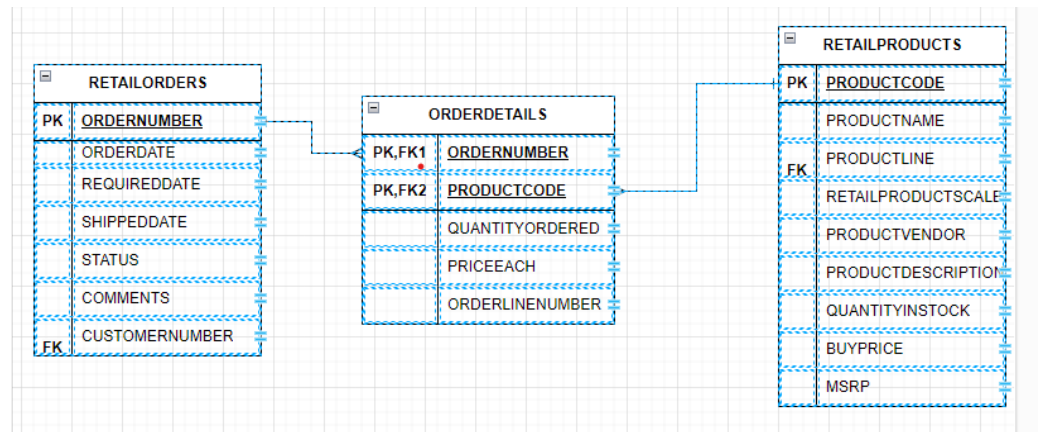 RETAILORDERS
PK ORDERNUMBER
ORDERDATE
REQUIREDDATE
SHIPPEDDATE
STATUS
COMMENTS
FK CUSTOMERNUMBER
ORDERDETAILS
PK,FK1 ORDERNUMBER
PK,FK2 PRODUCTCODE
QUANTITYORDERED
PRICEEACH
ORDERLINENUMBER
RETAILPRODUCTS
PK PRODUCTCODE
PRODUCTNAME
FK PRODUCTLINE
RETAILPRODUCTSCALE
PRODUCTVENDOR
PRODUCTDESCRIPTION
QUANTITYINSTOCK
BUYPRICE
MSRP